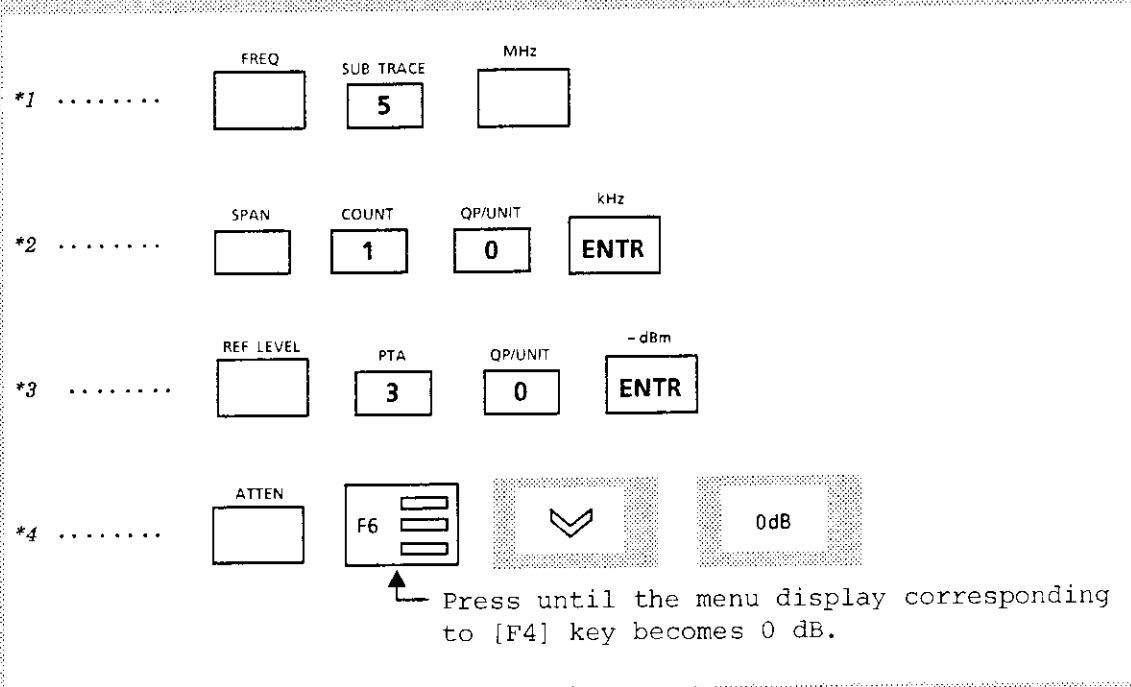 FREQ SUB TRACE MHz
*1 ........ 5
SPAN COUNT QP/UNIT kHz
*2 ........ 1 0 ENTR
REF LEVEL PTA QP/UNIT - dBm
*3 ........ 3 0 ENTR
ATTEN
*4 ........ F6 0dB
Press until the menu display corresponding
to [F4] key becomes 0 dB.